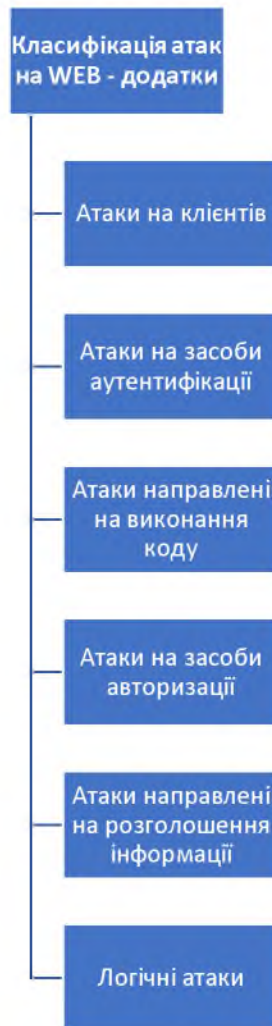 Класифікація атак
на WEB - додатки
Атаки на клієнтів
Атаки на засоби
аутентифікації
Атаки направлені
на виконання
коду
Атаки на засоби
авторизації
Атаки направлені
на розголошення
інформації
Логічні атаки